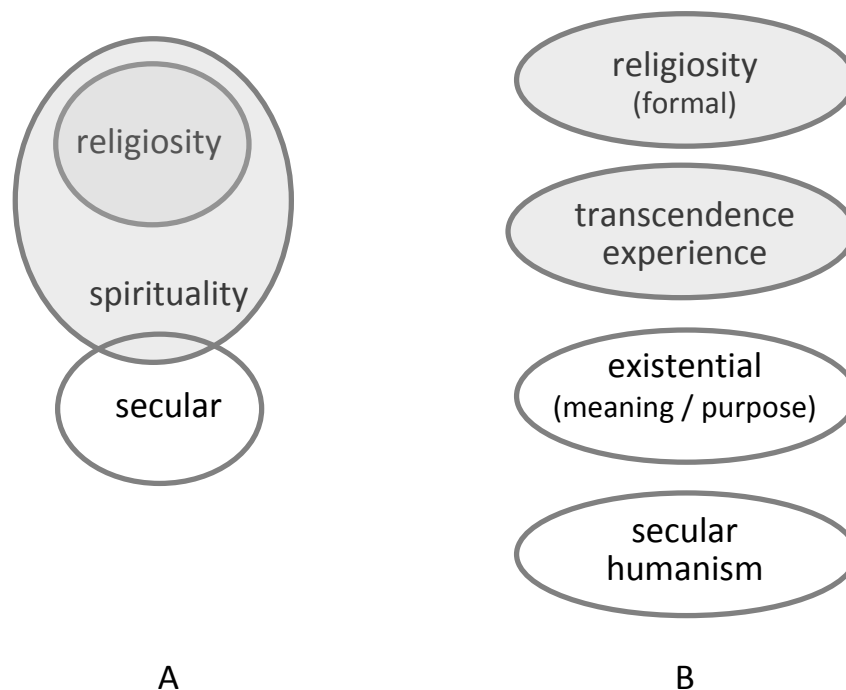 religiosity
spirituality
secular
A
religiosity
(formal)
transcendence
experience
existential
(meaning / purpose)
secular
humanism
B